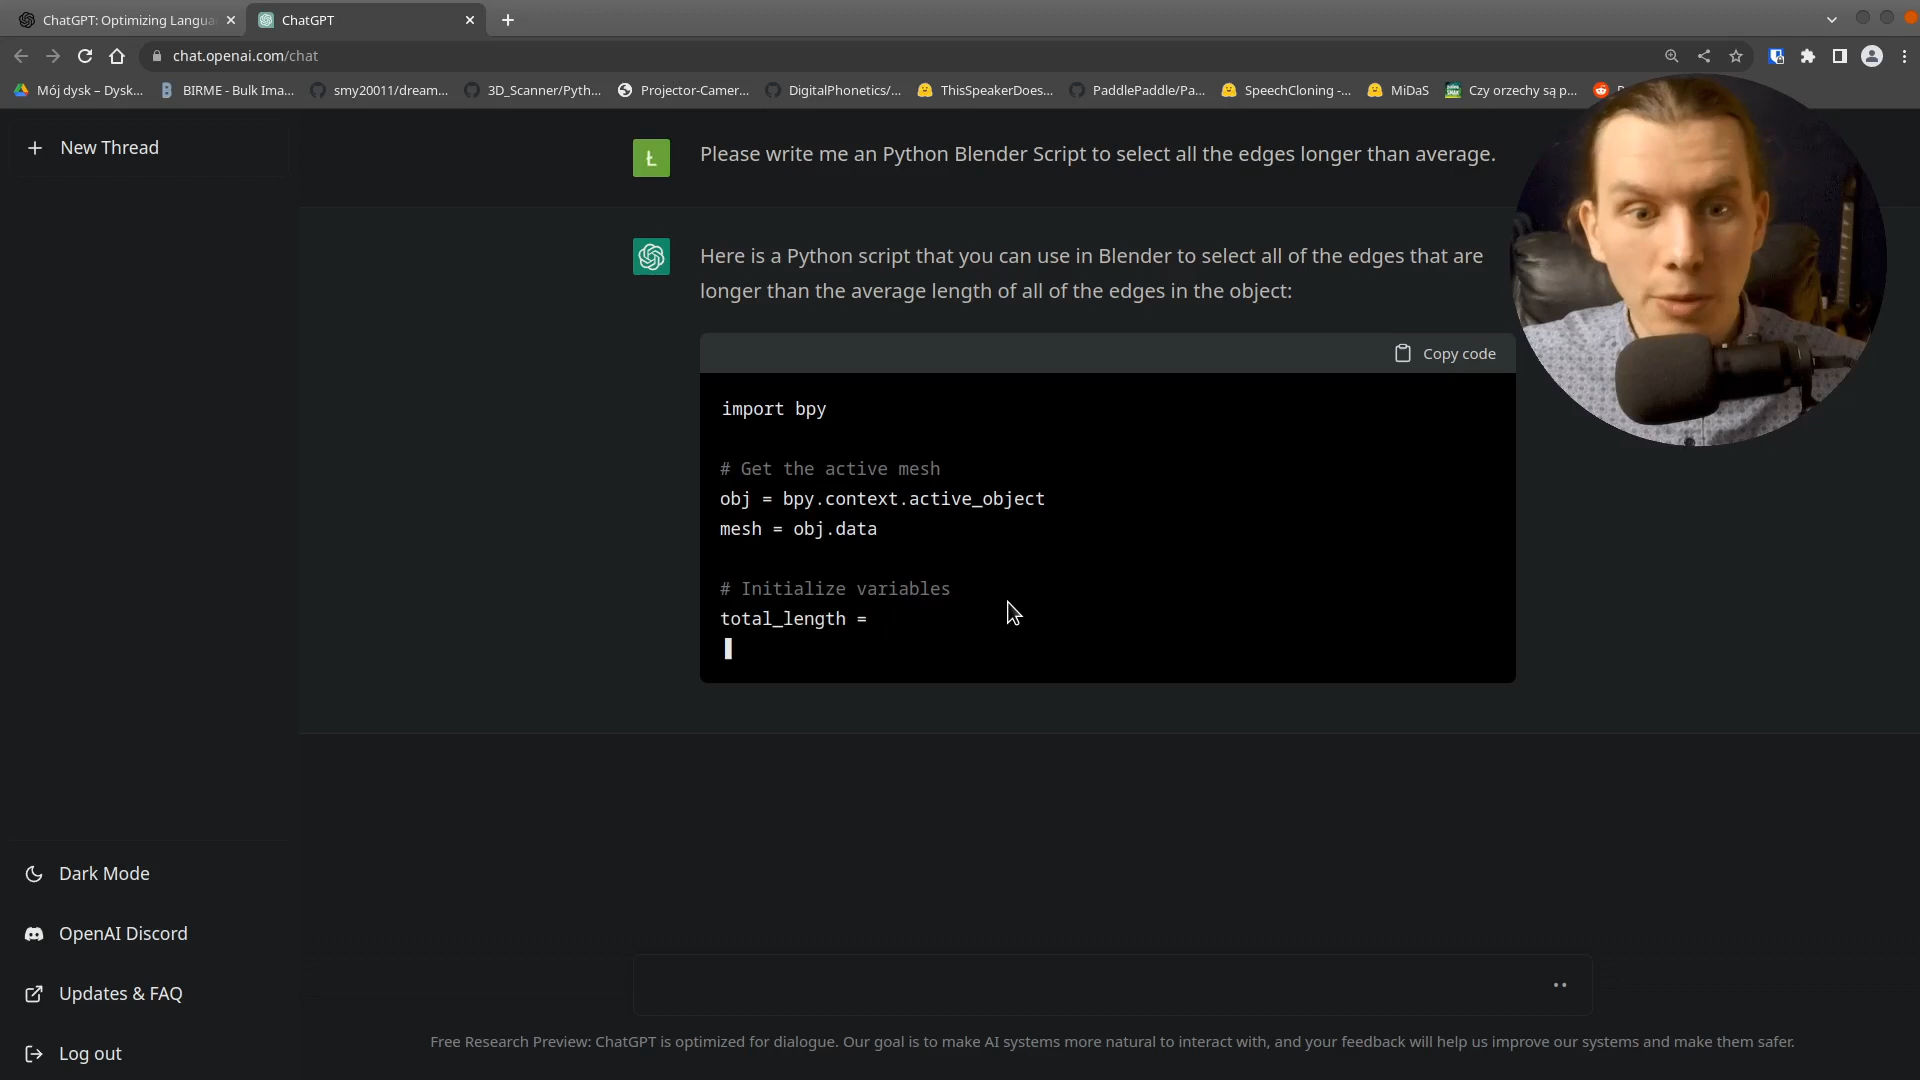 ChatGPT: Optimizing Langua
ChatGPT
chat.openai.com/chat
Mój dysk – Dysk...
BIRME - Bulk Ima...
smy20011/dream...
3D_Scanner/Pyth...
Projector-Camer...
DigitalPhonetics/...
ThisSpeakerDoes...
PaddlePaddle/Pa...
SpeechCloning -...
MiDaS
Czy orzechy są p...
New Thread
Ł
Please write me an Python Blender Script to select all the edges longer than average.
Here is a Python script that you can use in Blender to select all of the edges that are
longer than the average length of all of the edges in the object:
Copy code
import bpy
# Get the active mesh
obj = bpy.context.active_object
mesh = obj.data
# Initialize variables
total_length =
Dark Mode
OpenAI Discord
Updates & FAQ
Log out
Free Research Preview: ChatGPT is optimized for dialogue. Our goal is to make AI systems more natural to interact with, and your feedback will help us improve our systems and make them safer.